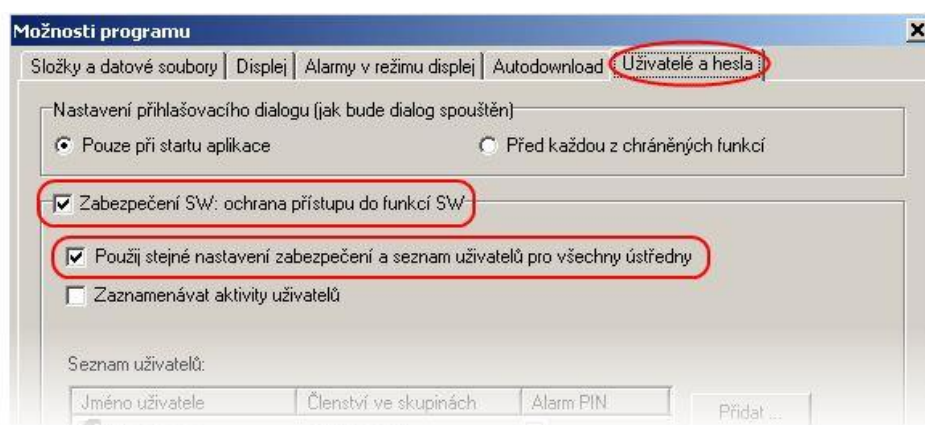 Možnosti programu
Složky a datové soubory Displej Alarmy v režimu displej Autodownload Uživatelé a hesla
Nastavení přihlašovacího dialogu (jak bude dialog spouštěn)
Pouze při startu aplikace Před každou z chráněných funkcí
Zabezpečení SW: ochrana přístupu do funkcí SW
Použij stejné nastavení zabezpečení a seznam uživatelů pro všechny ústředny
Zaznamenávat aktivity uživatelů
Seznam uživatelů:
Jméno uživatele Členství ve skupinách Alarm PIN Přidat ...